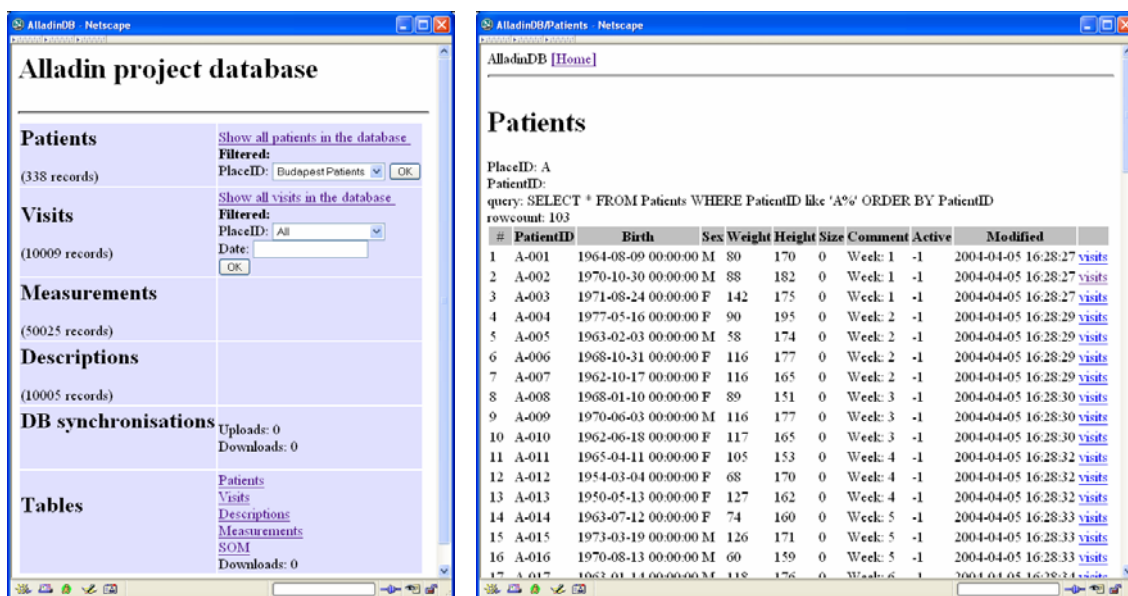 AlladinDB - Netscape
Alladin project database
Patients
(338 records)
Show all patients in the database
Filtered:
PlaceID: Budapest Patients OK
Visits
(10009 records)
Show all visits in the database
Filtered:
PlaceID: All
Date:
OK
Measurements
(50025 records)
Descriptions
(10005 records)
DB synchronisations
Uploads: 0
Downloads: 0
Tables
Patients
Visits
Descriptions
Measurements
SOM
Downloads: 0
AlladinDB/Patients - Netscape
AlladinDB [Home]
Patients
PlaceID: A
PatientID:
query: SELECT * FROM Patients WHERE PatientID like 'A%' ORDER BY PatientID
rowcount: 103
# PatientID Birth Sex Weight Height Size Comment Active Modified
1 A-001 1964-08-09 00:00:00 M 80 170 0 Week: 1 -1 2004-04-05 16:28:27 visits
2 A-002 1970-10-30 00:00:00 M 88 182 0 Week: 1 -1 2004-04-05 16:28:27 visits
3 A-003 1971-08-24 00:00:00 F 142 175 0 Week: 1 -1 2004-04-05 16:28:27 visits
4 A-004 1977-05-16 00:00:00 F 90 195 0 Week: 2 -1 2004-04-05 16:28:29 visits
5 A-005 1963-02-03 00:00:00 M 58 174 0 Week: 2 -1 2004-04-05 16:28:29 visits
6 A-006 1968-10-31 00:00:00 F 116 177 0 Week: 2 -1 2004-04-05 16:28:29 visits
7 A-007 1962-10-17 00:00:00 F 116 165 0 Week: 2 -1 2004-04-05 16:28:29 visits
8 A-008 1968-01-10 00:00:00 F 89 151 0 Week: 3 -1 2004-04-05 16:28:30 visits
9 A-009 1970-06-03 00:00:00 M 116 177 0 Week: 3 -1 2004-04-05 16:28:30 visits
10 A-010 1962-06-18 00:00:00 F 117 165 0 Week: 3 -1 2004-04-05 16:28:30 visits
11 A-011 1965-04-11 00:00:00 F 105 153 0 Week: 4 -1 2004-04-05 16:28:32 visits
12 A-012 1954-03-04 00:00:00 F 68 170 0 Week: 4 -1 2004-04-05 16:28:32 visits
13 A-013 1950-05-13 00:00:00 F 127 162 0 Week: 4 -1 2004-04-05 16:28:32 visits
14 A-014 1963-07-12 00:00:00 F 74 160 0 Week: 5 -1 2004-04-05 16:28:33 visits
15 A-015 1973-03-19 00:00:00 M 126 171 0 Week: 5 -1 2004-04-05 16:28:33 visits
16 A-016 1970-08-13 00:00:00 M 60 159 0 Week: 5 -1 2004-04-05 16:28:33 visits
17 A-017 1963-01-14 00:00:00 M 118 176 0 Week: 6 -1 2004-04-05 16:28:34 visits